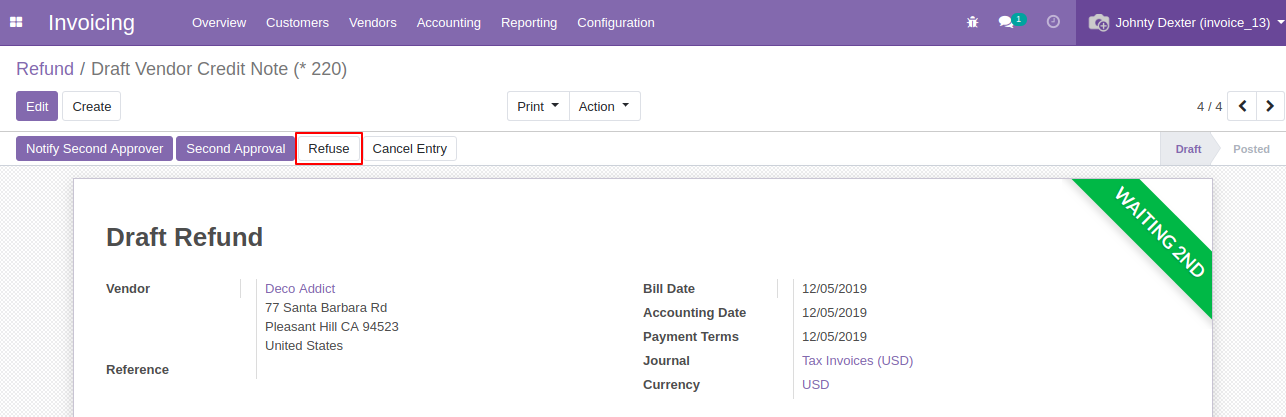 Invoicing Overview Customers Vendors Accounting Reporting Configuration 1 Johnty Dexter (invoice_13)
Refund / Draft Vendor Credit Note (* 220)
Edit Create Print Action 4 / 4
Notify Second Approver Second Approval Refuse Cancel Entry Draft Posted
WAITING 2ND
Draft Refund
Vendor Deco Addict Bill Date 12/05/2019
77 Santa Barbara Rd Accounting Date 12/05/2019
Pleasant Hill CA 94523 Payment Terms 12/05/2019
United States Journal Tax Invoices (USD)
Reference Currency USD